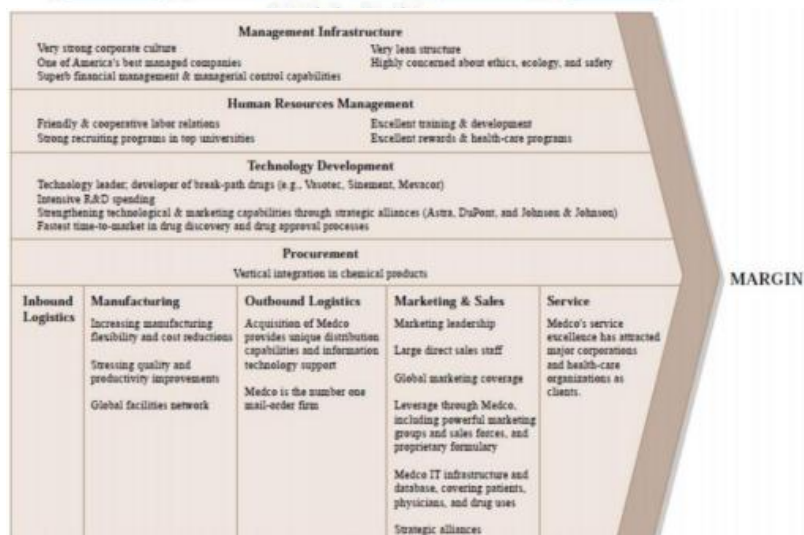 Management Infrastructure
Very strong corporate culture
One of America's best managed companies
Superb financial management & managerial control capabilities
Very lean structure
Highly concerned about ethics, ecology, and safety
Human Resources Management
Friendly & cooperative labor relations
Strong recruiting programs in top universities
Excellent training & development
Excellent rewards & health-care programs
Technology Development
Technology leader; developer of break-path drugs (e.g., Vasotec, Sinement, Mevacor)
Intensive R&D spending
Strengthening technological & marketing capabilities through strategic alliances (Astra, DuPont, and Johnson & Johnson)
Fastest time-to-market in drug discovery and drug approval processes
Procurement
Vertical integration in chemical products
MARGIN
Inbound
Logistics
Manufacturing
Increasing manufacturing
flexibility and cost reductions
Stressing quality and
productivity improvements
Global facilities network
Outbound Logistics
Acquisition of Medco
provides unique distribution
capabilities and information
technology support
Medco is the number one
mail-order firm
Marketing & Sales
Marketing leadership
Large direct sales staff
Global marketing coverage
Leverage through Medco,
including powerful marketing
groups and sales forces, and
proprietary formulary
Medco IT infrastructure and
database, covering patients,
physicians, and drug uses
Strategic alliances
Service
Medco's service
excellence has attracted
major corporations
and health-care
organizations as
clients.